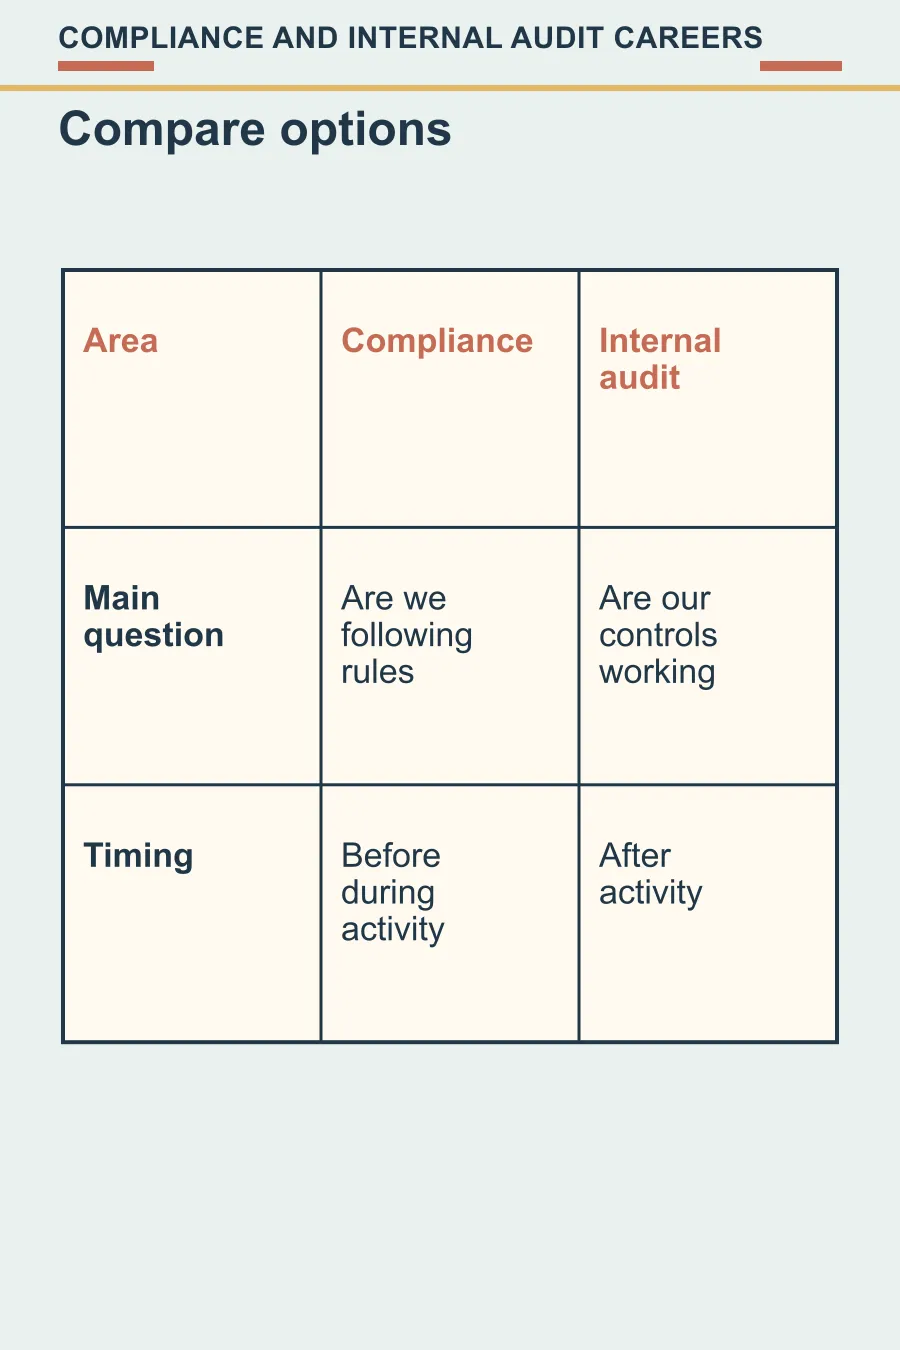 COMPLIANCE AND INTERNAL AUDIT CAREERS
Compare options
Area
Compliance
Internal
audit
Main
question
Are we
following
rules
Are our
controls
working
Timing
Before
during
activity
After
activity